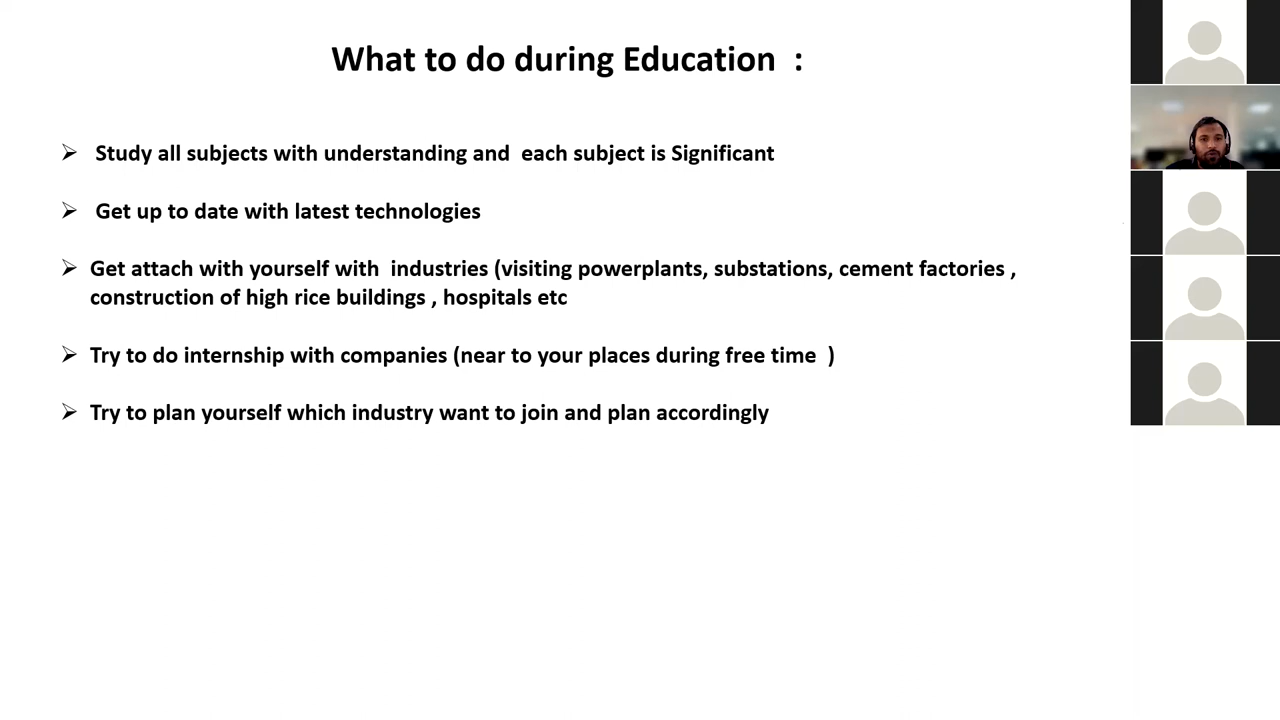 What to do during Education :
Study all subjects with understanding and each subject is Significant
Get up to date with latest technologies
Get attach with yourself with industries (visiting powerplants, substations, cement factories ,
construction of high rice buildings , hospitals etc
Try to do internship with companies (near to your places during free time )
Try to plan yourself which industry want to join and plan accordingly